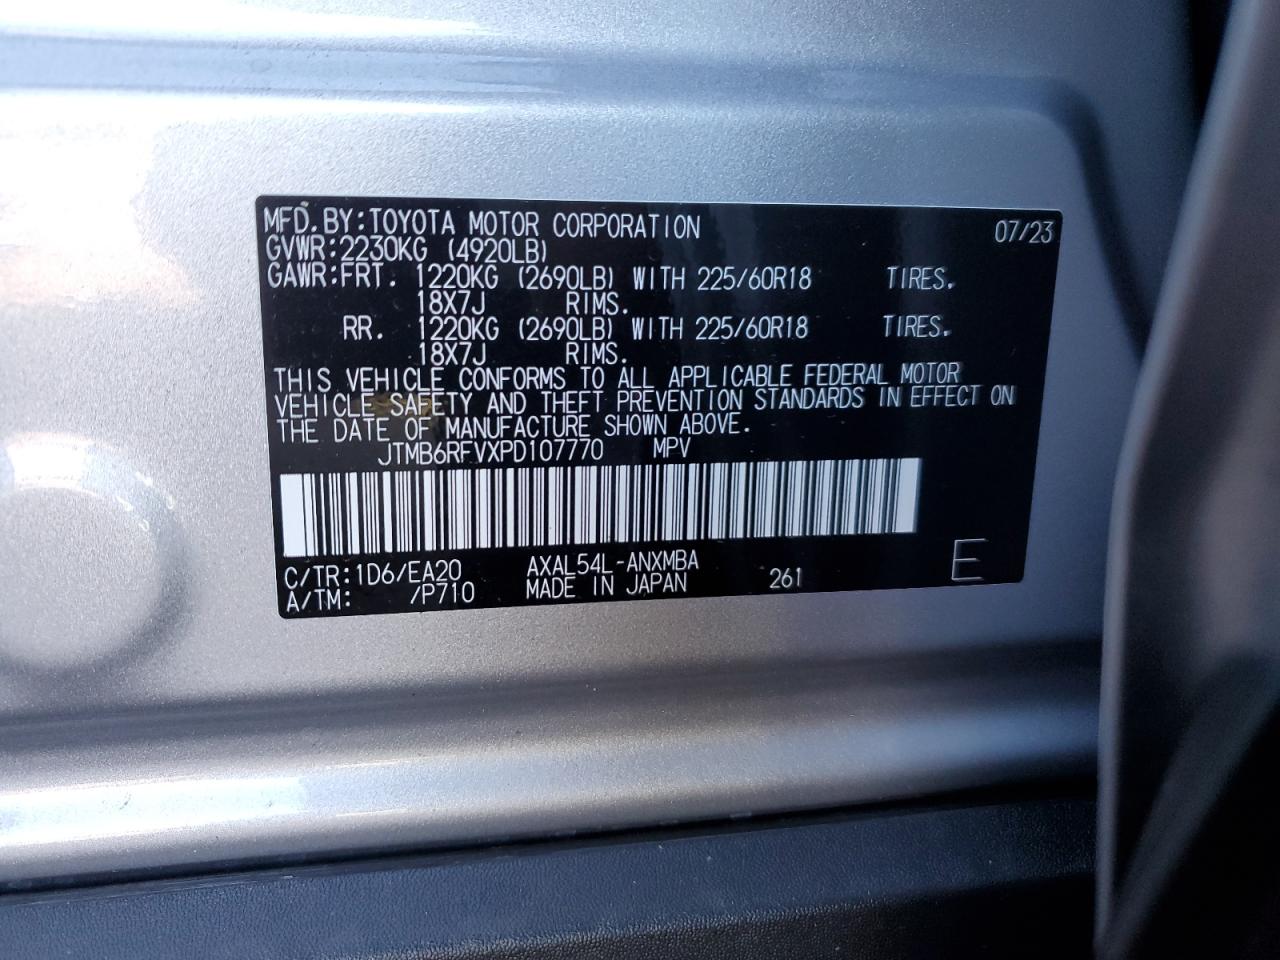 MFD. BY:TOYOTA MOTOR CORPORATION 07/23
GVWR:2230KG (4920LB)
GAWR:FRT. 1220KG (2690LB) WITH 225/60R18 TIRES.
18X7J RIMS.
RR. 1220KG (2690LB) WITH 225/60R18 TIRES.
18X7J RIMS.
THIS VEHICLE CONFORMS TO ALL APPLICABLE FEDERAL MOTOR
VEHICLE SAFETY AND THEFT PREVENTION STANDARDS IN EFFECT ON
THE DATE OF MANUFACTURE SHOWN ABOVE.
JTMB6RFVXPD107770 MPV
C/TR:1D6/EA20 AXAL54L-ANXMBA
A/TM: /P710 MADE IN JAPAN 261 E